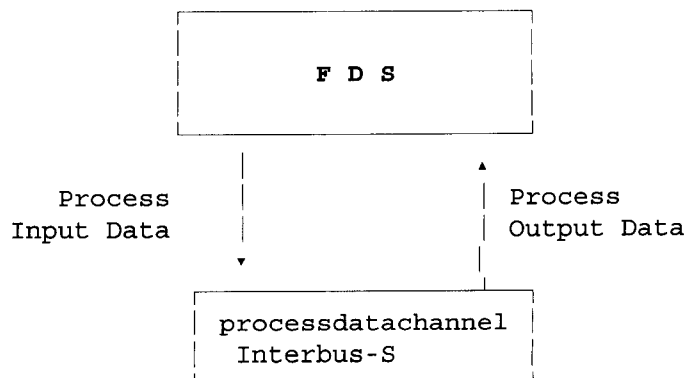 F D S
Process
Input Data
Process
Output Data
processdatachannel
Interbus-S